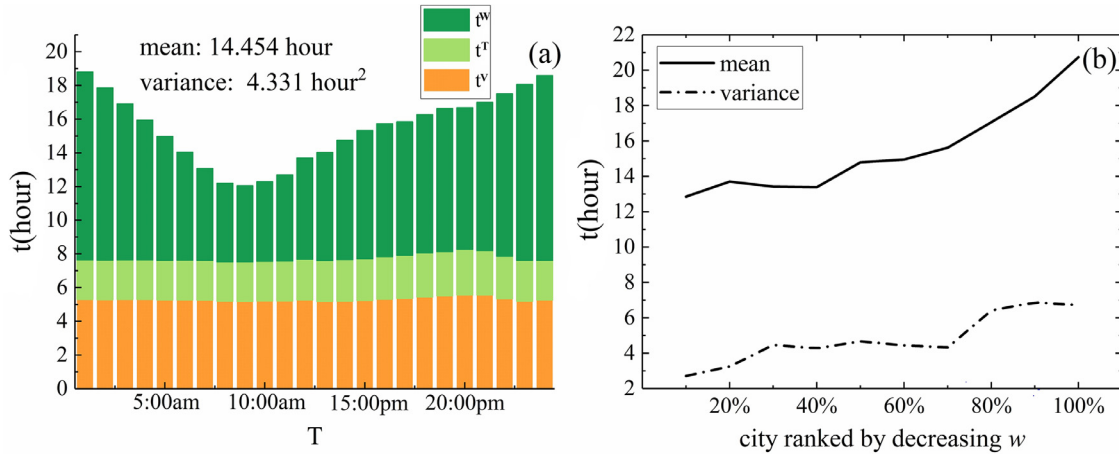 t^W
t^T
t^V
(a)
mean: 14.454 hour
variance: 4.331 hour²
20
18
16
14
12
10
8
6
4
2
0
t(hour)
5:00am 10:00am 15:00pm 20:00pm
T
(b)
mean
variance
22
20
18
16
14
12
10
8
6
4
2
t(hour)
20% 40% 60% 80% 100%
city ranked by decreasing w